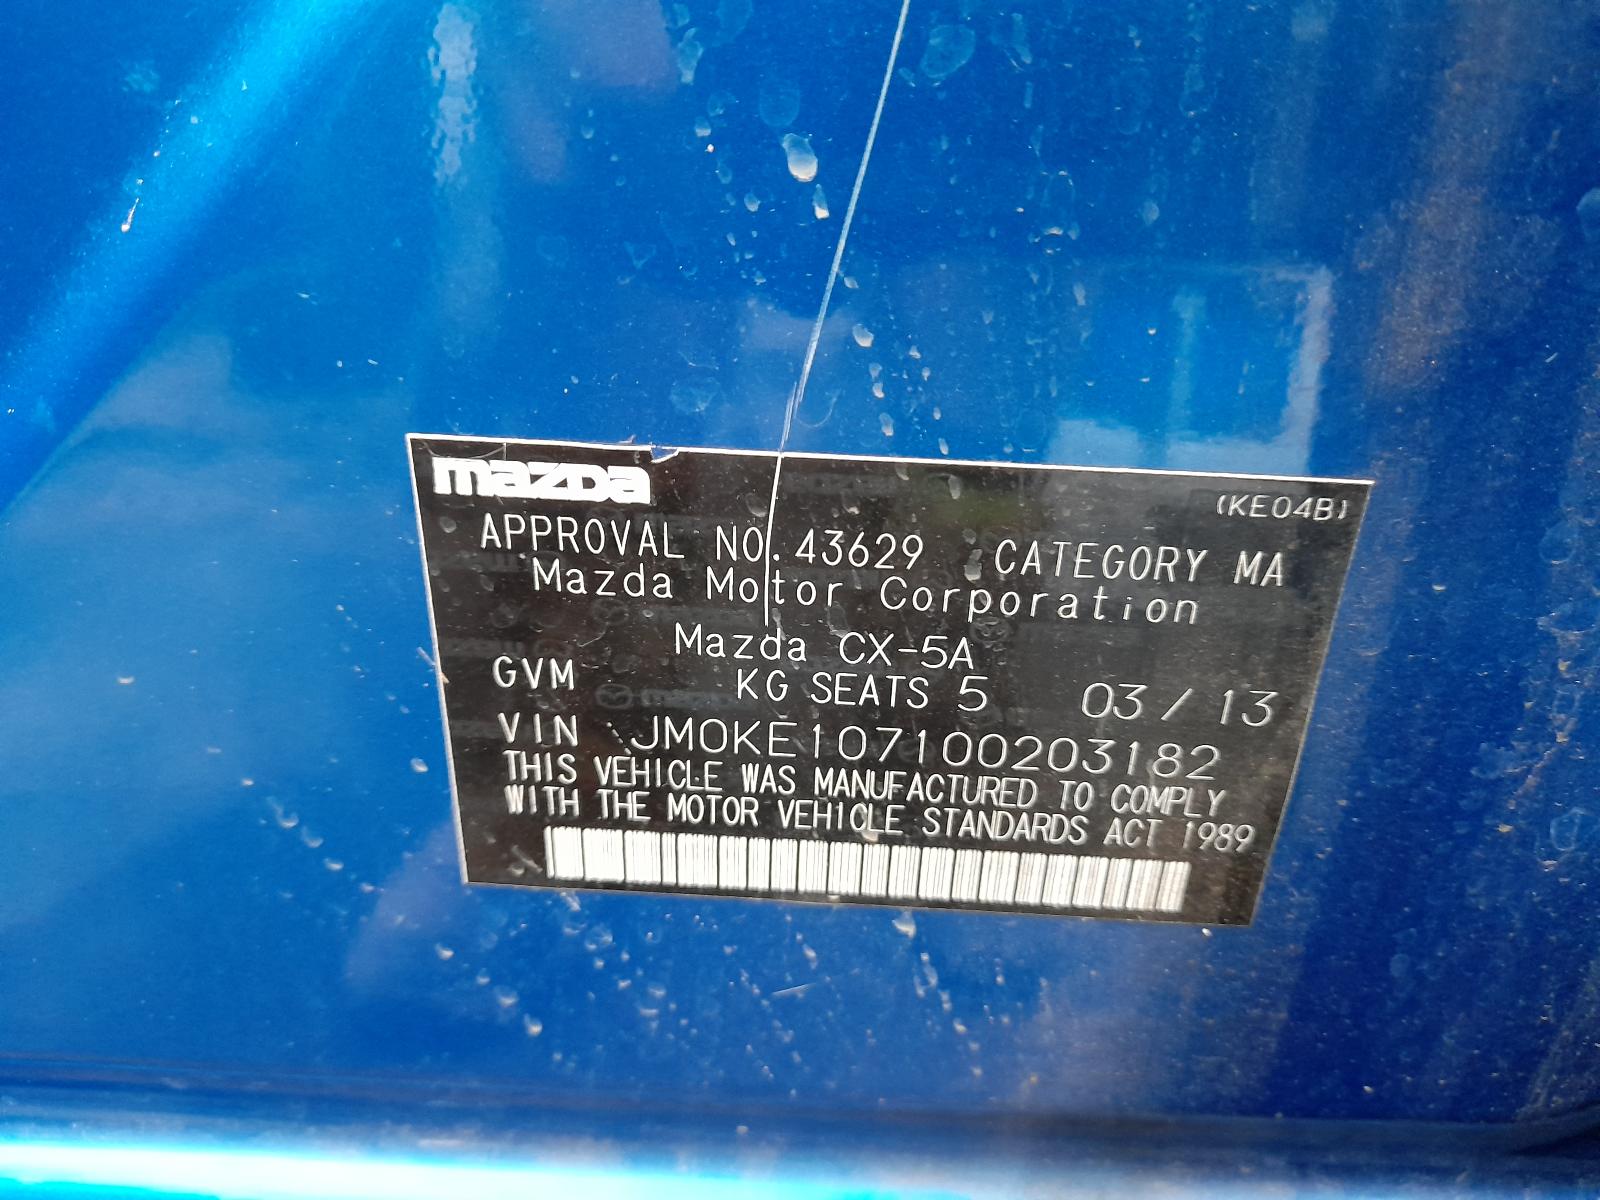 mazda (KE04B)
APPROVAL NO. 43629 CATEGORY MA
Mazda Motor Corporation
Mazda CX-5A
GVM KG SEATS 5 03/13
VIN JM0KE107100203182
THIS VEHICLE WAS MANUFACTURED TO COMPLY
WITH THE MOTOR VEHICLE STANDARDS ACT 1989